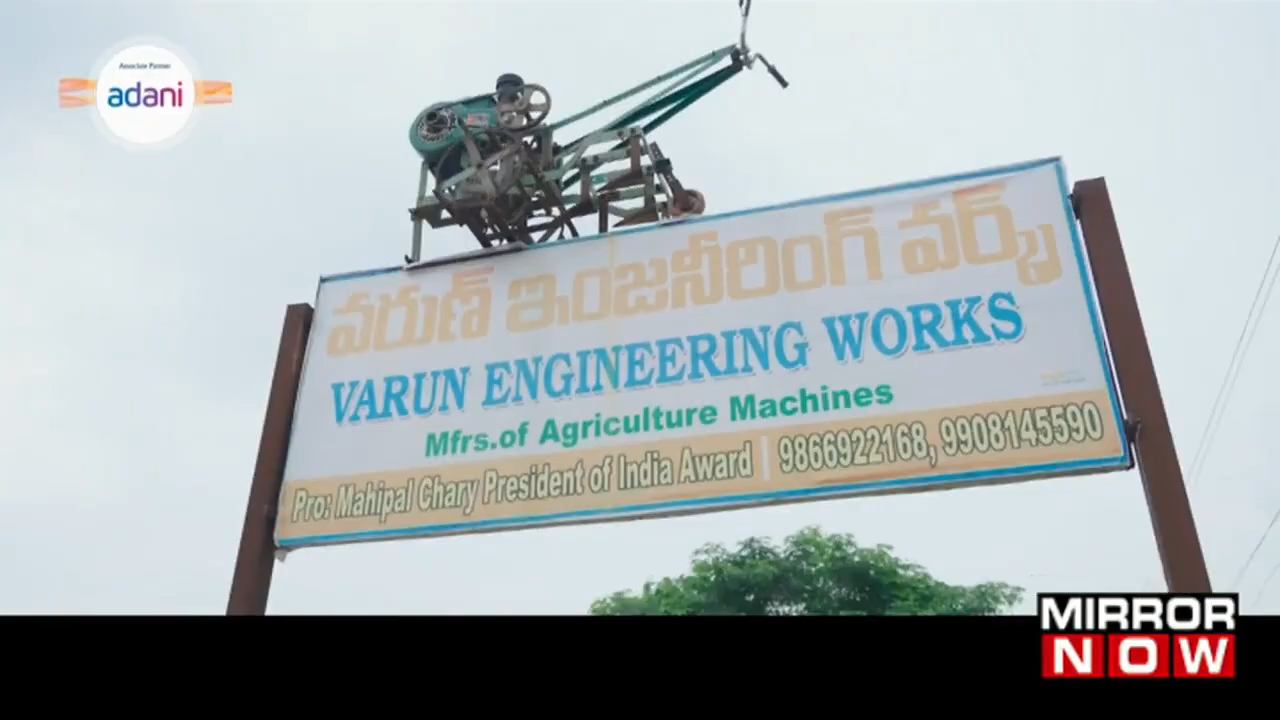 Associate Partner
adani
వరుణ్ ఇంజనీరింగ్ వర్క్స్
VARUN ENGINEERING WORKS
Mfrs.of Agriculture Machines
Pro: Mahipal Chary President of India Award | 9866922168, 9908145590
MIRROR
NOW